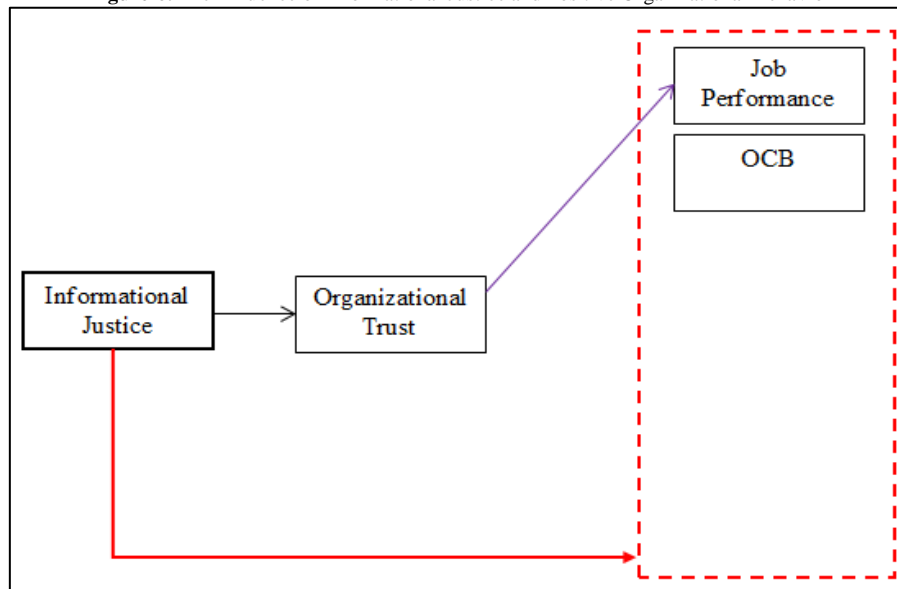 Job
Performance
OCB
Informational
Justice
Organizational
Trust